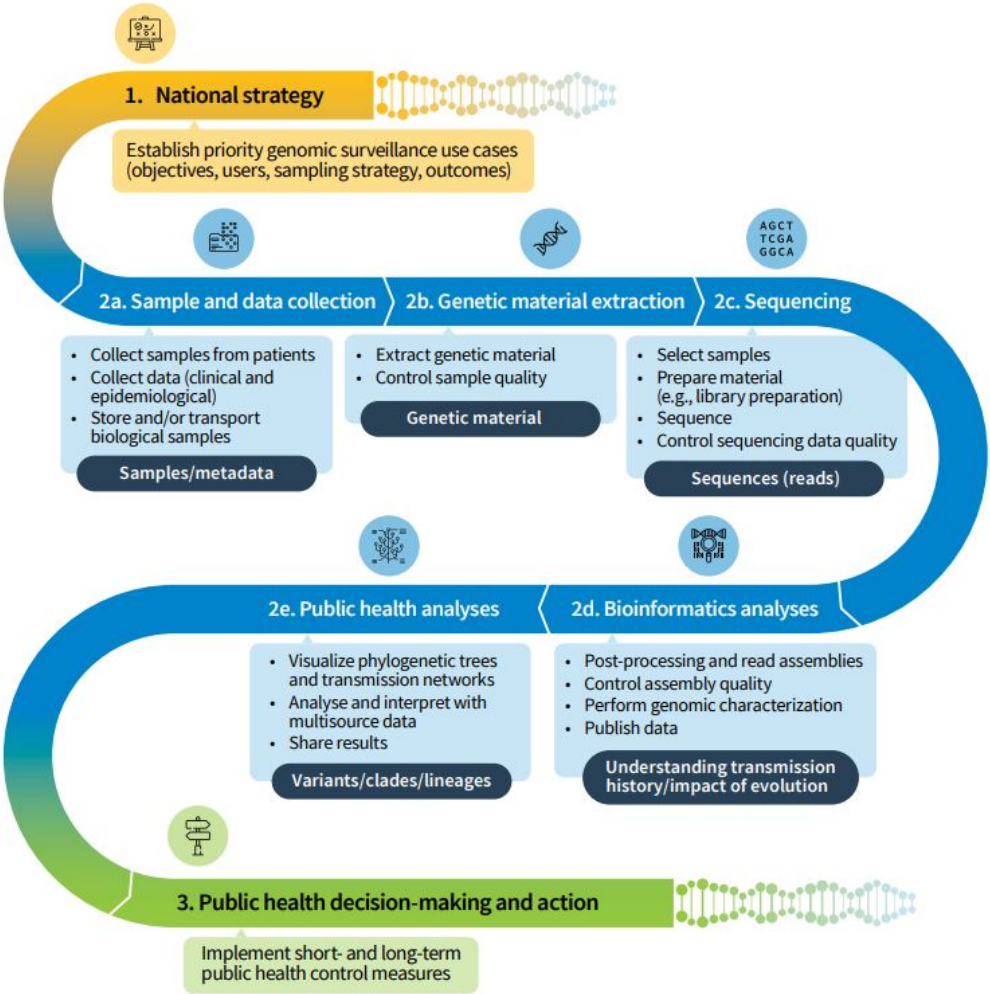 1. National strategy
Establish priority genomic surveillance use cases
(objectives, users, sampling strategy, outcomes)
AGCT
TCGA
GGCA
2a. Sample and data collection
2b. Genetic material extraction
2c. Sequencing
• Collect samples from patients
• Collect data (clinical and
epidemiological)
• Store and/or transport
biological samples
Samples/metadata
• Extract genetic material
• Control sample quality
Genetic material
• Select samples
• Prepare material
(e.g., library preparation)
• Sequence
• Control sequencing data quality
Sequences (reads)
2d. Bioinformatics analyses
• Post-processing and read assemblies
• Control assembly quality
• Perform genomic characterization
• Publish data
Understanding transmission
history/impact of evolution
2e. Public health analyses
• Visualize phylogenetic trees
and transmission networks
• Analyse and interpret with
multisource data
• Share results
Variants/clades/lineages
3. Public health decision-making and action
Implement short- and long-term
public health control measures